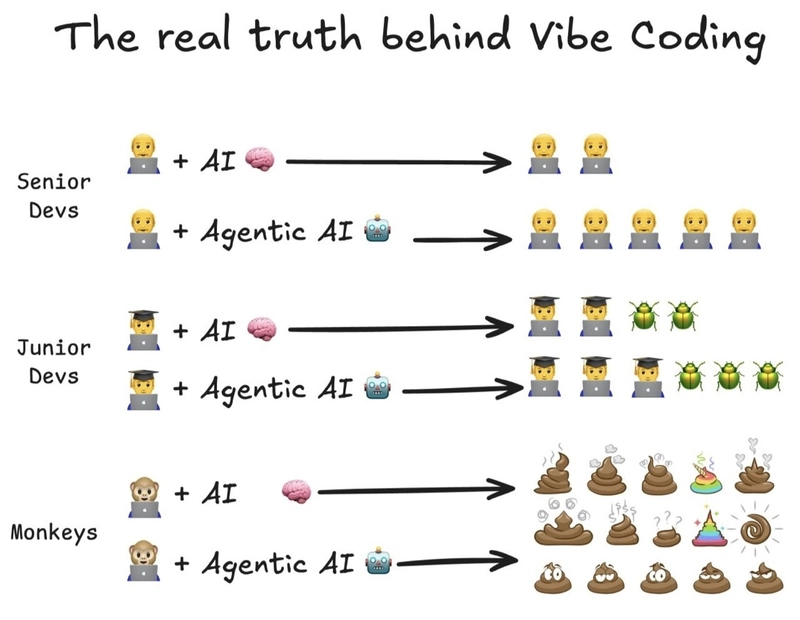 The real truth behind Vibe Coding
Senior
Devs
+ AI
+ Agentic AI
Junior
Devs
+ AI
+ Agentic AI
Monkeys
+ AI
+ Agentic AI